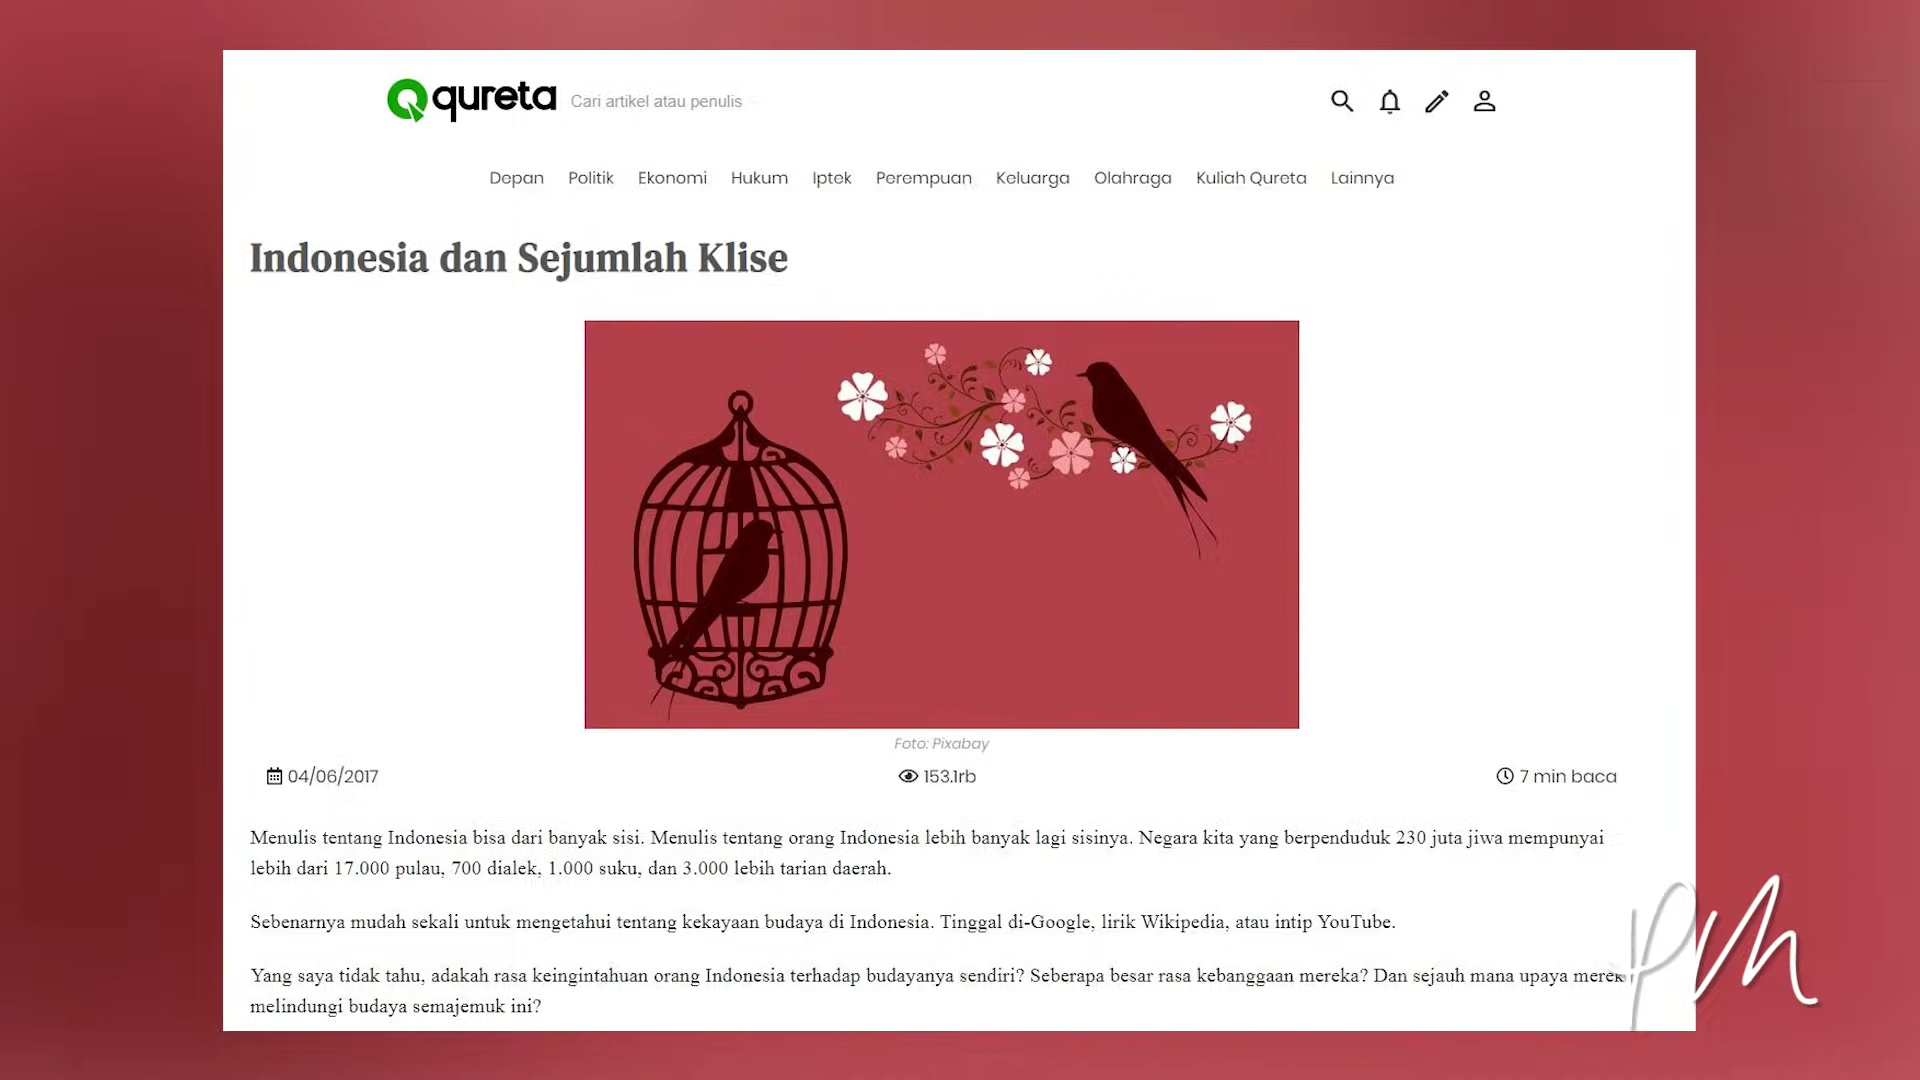 qureta Cari artikel atau penulis
Depan Politik Ekonomi Hukum Iptek Perempuan Keluarga Olahraga Kuliah Qureta Lainnya
Indonesia dan Sejumlah Klise
Foto: Pixabay
04/06/2017 153.1rb 7 min baca
Menulis tentang Indonesia bisa dari banyak sisi. Menulis tentang orang Indonesia lebih banyak lagi sisinya. Negara kita yang berpenduduk 230 juta jiwa mempunyai
lebih dari 17.000 pulau, 700 dialek, 1.000 suku, dan 3.000 lebih tarian daerah.
Sebenarnya mudah sekali untuk mengetahui tentang kekayaan budaya di Indonesia. Tinggal di-Google, lirik Wikipedia, atau intip YouTube.
Yang saya tidak tahu, adakah rasa keingintahuan orang Indonesia terhadap budayanya sendiri? Seberapa besar rasa kebanggaan mereka? Dan sejauh mana upaya merek
melindungi budaya semajemuk ini?